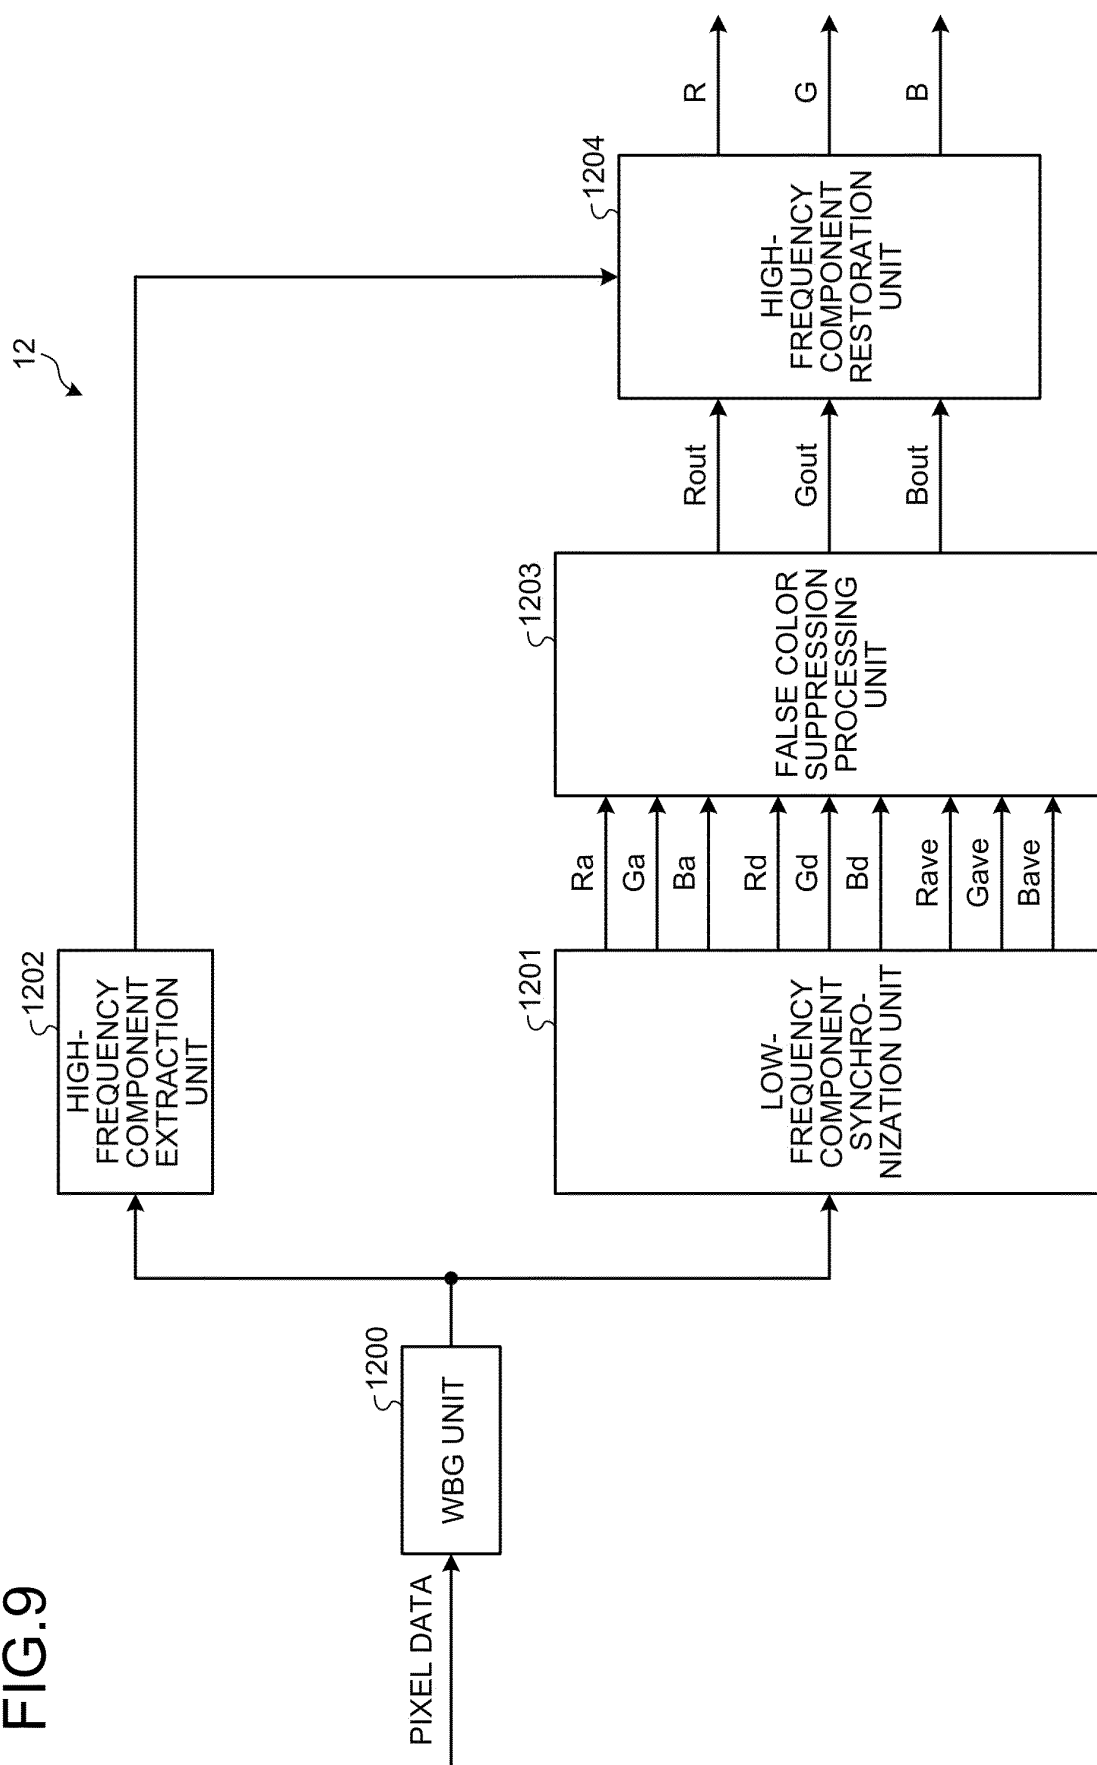 FIG.9
12
PIXEL DATA
1200
WBG UNIT
1202
HIGH-
FREQUENCY
COMPONENT
EXTRACTION
UNIT
1201
LOW-
FREQUENCY
COMPONENT
SYNCHRO-
NIZATION UNIT
Ra
Ga
Ba
Rd
Gd
Bd
Rave
Gave
Bave
1203
FALSE COLOR
SUPPRESSION
PROCESSING
UNIT
Rout
Gout
Bout
1204
HIGH-
FREQUENCY
COMPONENT
RESTORATION
UNIT
R
G
B